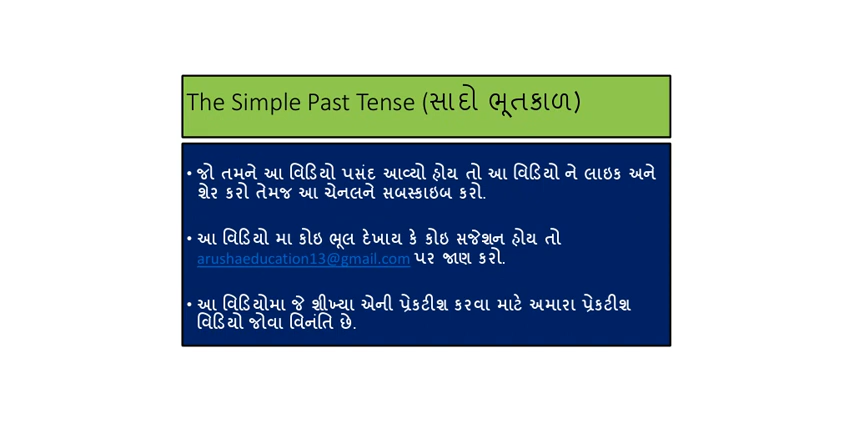 The Simple Past Tense (સાદો ભૂતકાળ)
• જો તમને આ વિડિયો પસંદ આવ્યો હોય તો આ વિડિયો ને લાઇક અને
શેર કરો તેમજ આ ચેનલને સબસ્કાઇબ કરો.
• આ વિડિયો મા કોઇ ભૂલ દેખાય કે કોઇ સજેશન હોય તો
arushaeducation13@gmail.com પર જાણ કરો.
• આ વિડિયોમા જે શીખ્યા એની પ્રેકટીશ કરવા માટે અમારા પ્રેકટીશ
વિડિયો જોવા વિનંતિ છે.